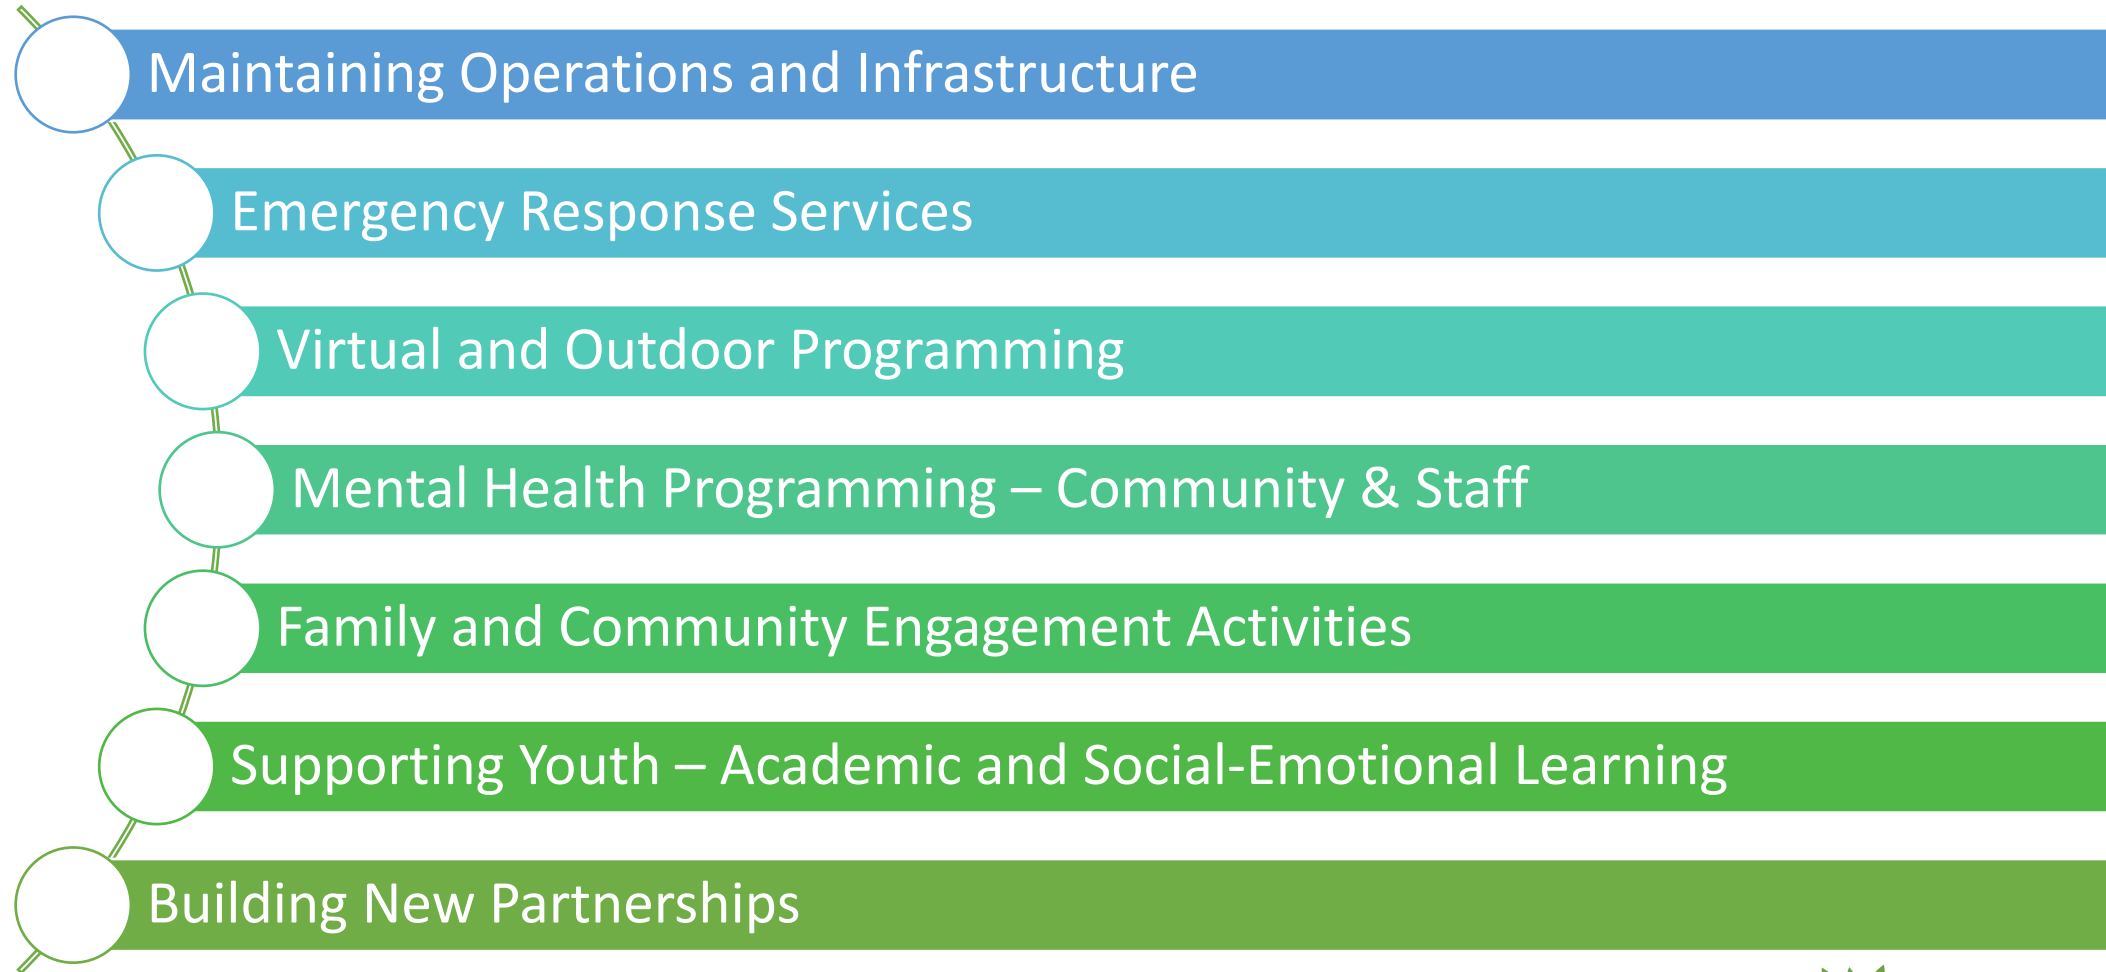 Maintaining Operations and Infrastructure
Emergency Response Services
Virtual and Outdoor Programming
Mental Health Programming – Community & Staff
Family and Community Engagement Activities
Supporting Youth – Academic and Social-Emotional Learning
Building New Partnerships